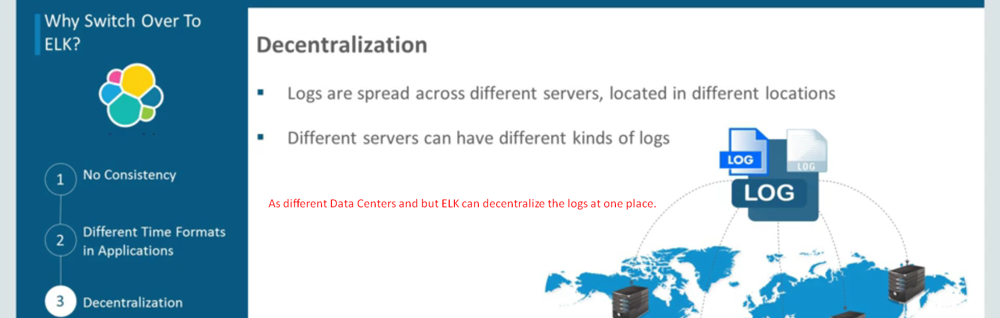 Why Switch Over To
ELK?
Decentralization
Logs are spread across different servers, located in different locations
Different servers can have different kinds of logs
LOG
LOG
LOG
1
No Consistency
As different Data Centers and but ELK can decentralize the logs at one place.
2
Different Time Formats
in Applications
3
Decentralization